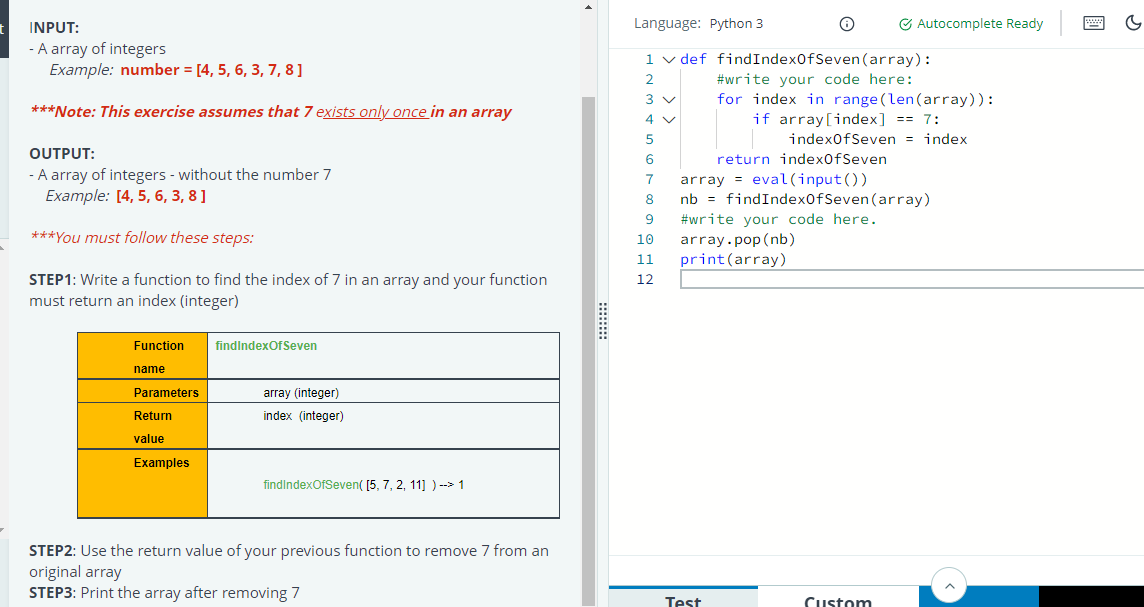 t
INPUT:
- A array of integers
Example: number = [4, 5, 6, 3, 7, 8 ]
***Note: This exercise assumes that 7 exists only once in an array
OUTPUT:
- A array of integers - without the number 7
Example: [4, 5, 6, 3, 8 ]
***You must follow these steps:
STEP1: Write a function to find the index of 7 in an array and your function
must return an index (integer)
Function name findIndexOfSeven
Parameters array (integer)
Return value index (integer)
Examples findIndexOfSeven( [5, 7, 2, 11] ) --> 1
STEP2: Use the return value of your previous function to remove 7 from an
original array
STEP3: Print the array after removing 7
Language: Python 3
Autocomplete Ready
1 def findIndexOfSeven(array):
2 #write your code here:
3 for index in range(len(array)):
4 if array[index] == 7:
5 indexOfSeven = index
6 return indexOfSeven
7 array = eval(input())
8 nb = findIndexOfSeven(array)
9 #write your code here.
10 array.pop(nb)
11 print(array)
12
Test
Custom